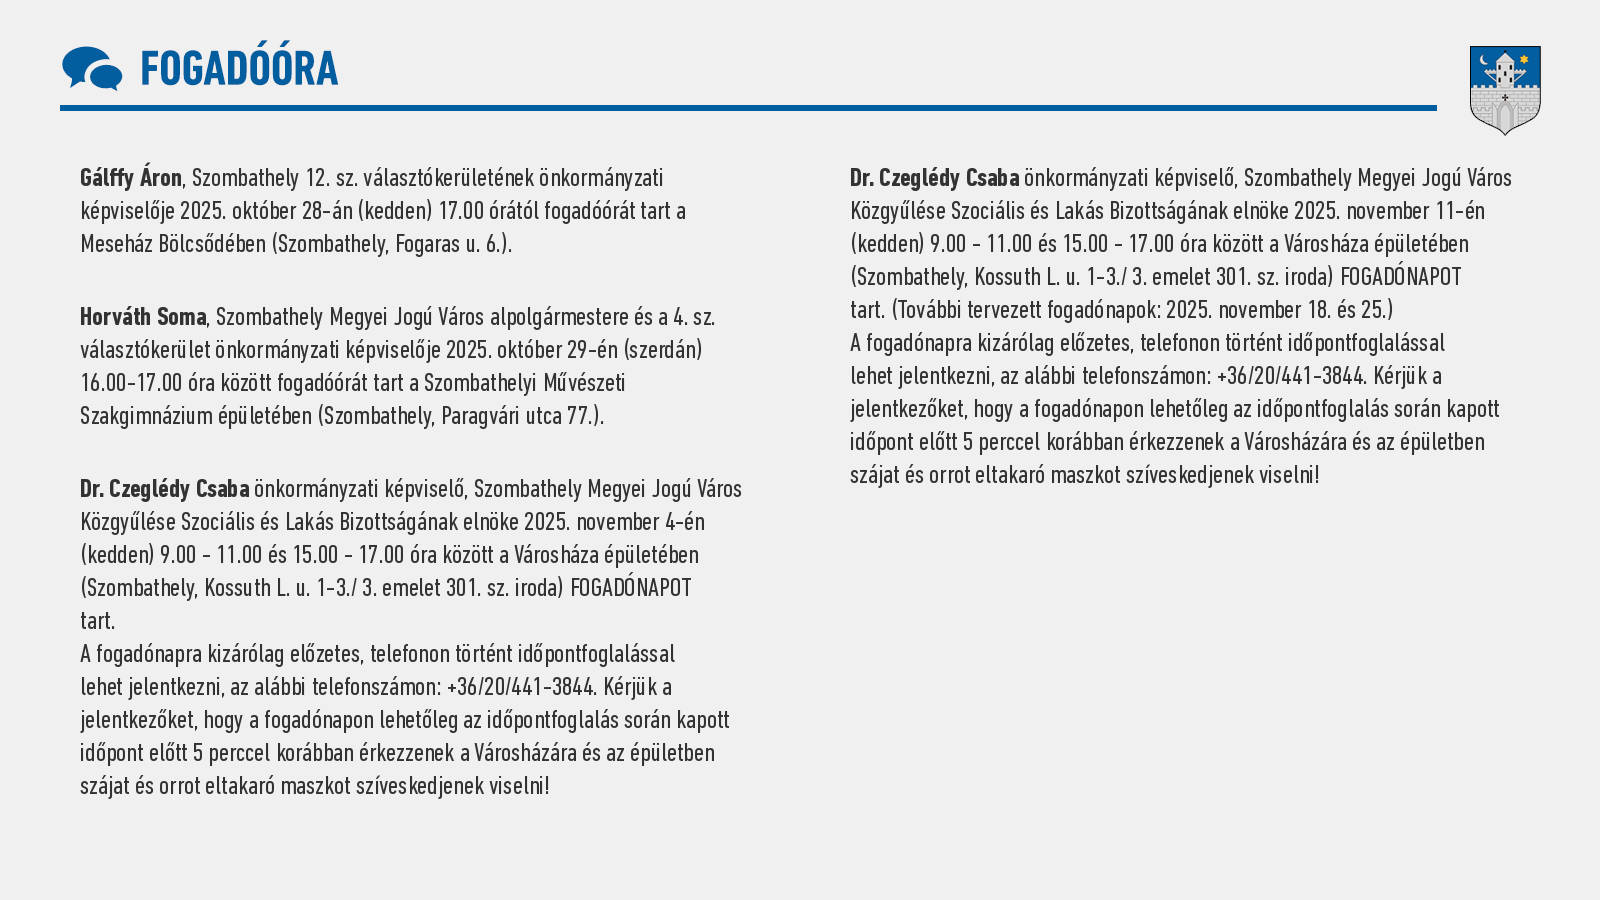 FOGADÓÓRA
Gálffy Áron, Szombathely 12. sz. választókerületének önkormányzati
képviselője 2025. október 28-án (kedden) 17.00 órától fogadóórát tart a
Meseház Bölcsődében (Szombathely, Fogaras u. 6.).
Horváth Soma, Szombathely Megyei Jogú Város alpolgármestere és a 4. sz.
választókerület önkormányzati képviselője 2025. október 29-én (szerdán)
16.00-17.00 óra között fogadóórát tart a Szombathelyi Művészeti
Szakgimnázium épületében (Szombathely, Paragvári utca 77.).
Dr. Czeglédy Csaba önkormányzati képviselő, Szombathely Megyei Jogú Város
Közgyűlése Szociális és Lakás Bizottságának elnöke 2025. november 4-én
(kedden) 9.00 - 11.00 és 15.00 - 17.00 óra között a Városháza épületében
(Szombathely, Kossuth L. u. 1-3./ 3. emelet 301. sz. iroda) FOGADÓNAPOT
tart.
A fogadónapra kizárólag előzetes, telefonon történt időpontfoglalással
lehet jelentkezni, az alábbi telefonszámon: +36/20/441-3844. Kérjük a
jelentkezőket, hogy a fogadónapon lehetőleg az időpontfoglalás során kapott
időpont előtt 5 perccel korábban érkezzenek a Városházára és az épületben
szájat és orrot eltakaró maszkot szíveskedjenek viselni!
Dr. Czeglédy Csaba önkormányzati képviselő, Szombathely Megyei Jogú Város
Közgyűlése Szociális és Lakás Bizottságának elnöke 2025. november 11-én
(kedden) 9.00 - 11.00 és 15.00 - 17.00 óra között a Városháza épületében
(Szombathely, Kossuth L. u. 1-3./ 3. emelet 301. sz. iroda) FOGADÓNAPOT
tart. (További tervezett fogadónapok: 2025. november 18. és 25.)
A fogadónapra kizárólag előzetes, telefonon történt időpontfoglalással
lehet jelentkezni, az alábbi telefonszámon: +36/20/441-3844. Kérjük a
jelentkezőket, hogy a fogadónapon lehetőleg az időpontfoglalás során kapott
időpont előtt 5 perccel korábban érkezzenek a Városházára és az épületben
szájat és orrot eltakaró maszkot szíveskedjenek viselni!